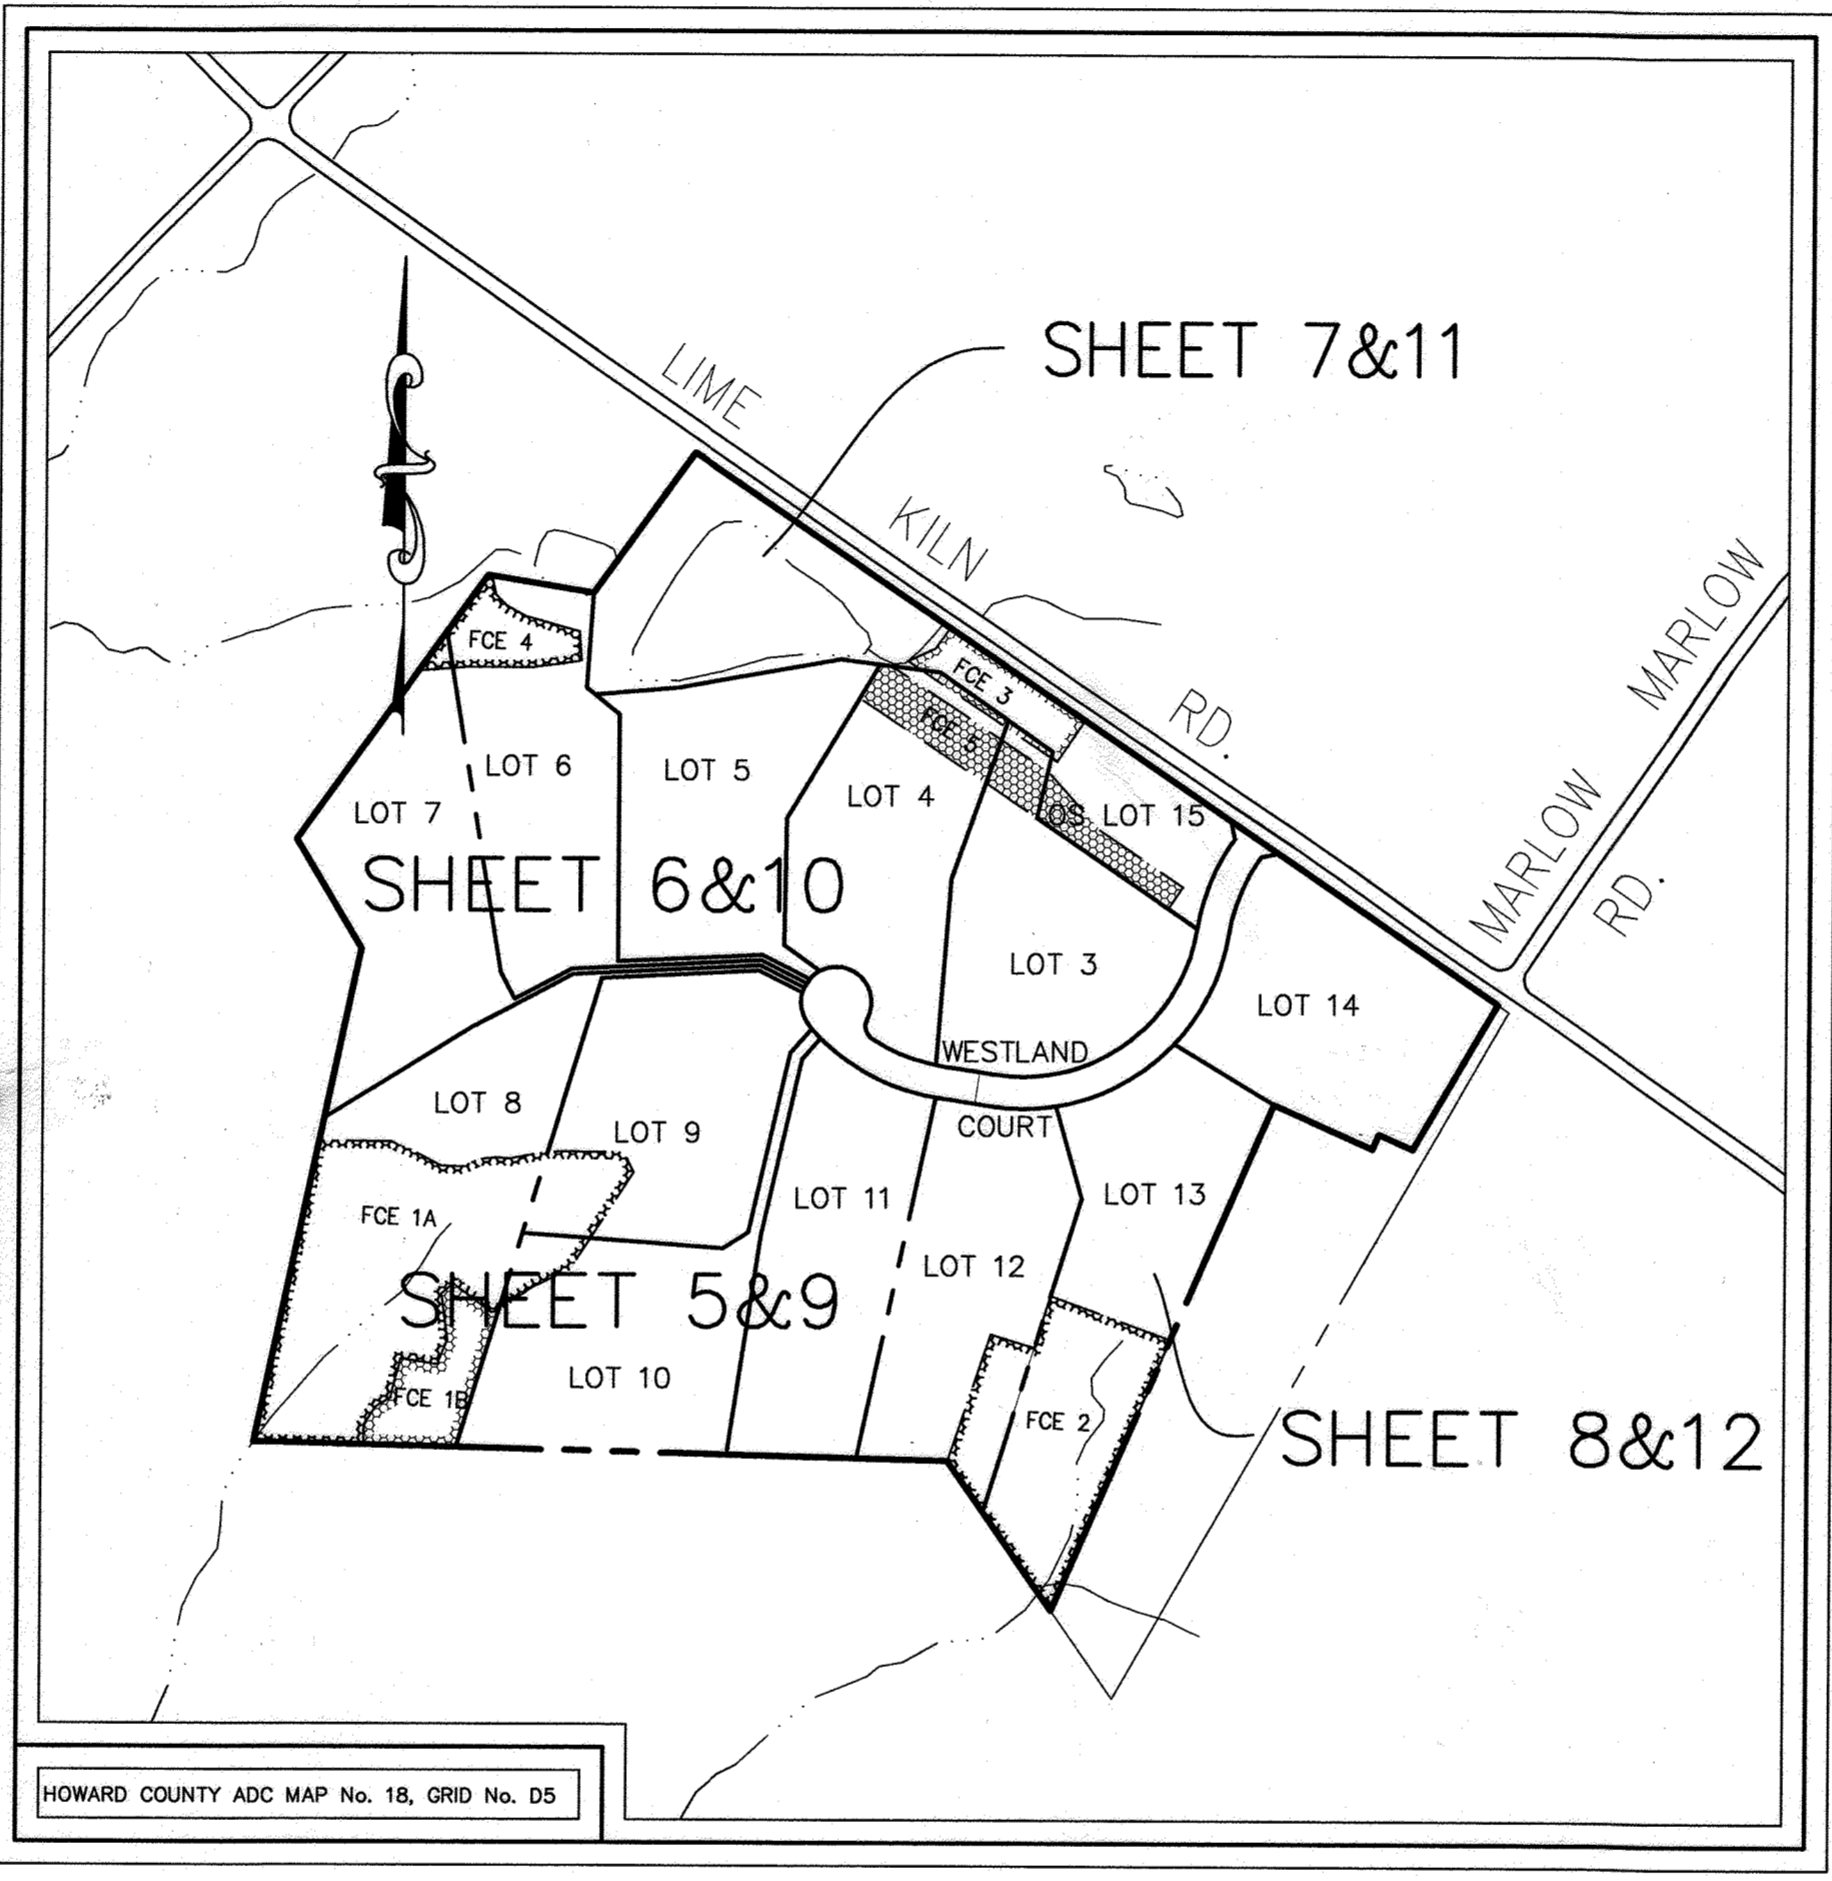 SHEET 7&11
LIME
KILN
RD.
MARLOW
MARLOW
RD.
FCE 4
FCE 3
FCE 5
LOT 6
LOT 5
LOT 4
LOT 7
OS LOT 15
SHEET 6&10
LOT 3
LOT 14
WESTLAND
COURT
LOT 8
LOT 9
LOT 11
LOT 13
FCE 1A
LOT 12
SHEET 5&9
LOT 10
FCE 1B
FCE 2
SHEET 8&12
HOWARD COUNTY ADC MAP No. 18, GRID No. D5